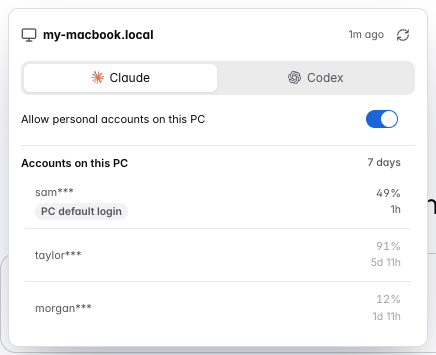 my-macbook.local 1m ago
Claude Codex
Allow personal accounts on this PC
Accounts on this PC 7 days
sam*** 49%
PC default login 1h
taylor*** 91%
5d 11h
morgan*** 12%
1d 11h